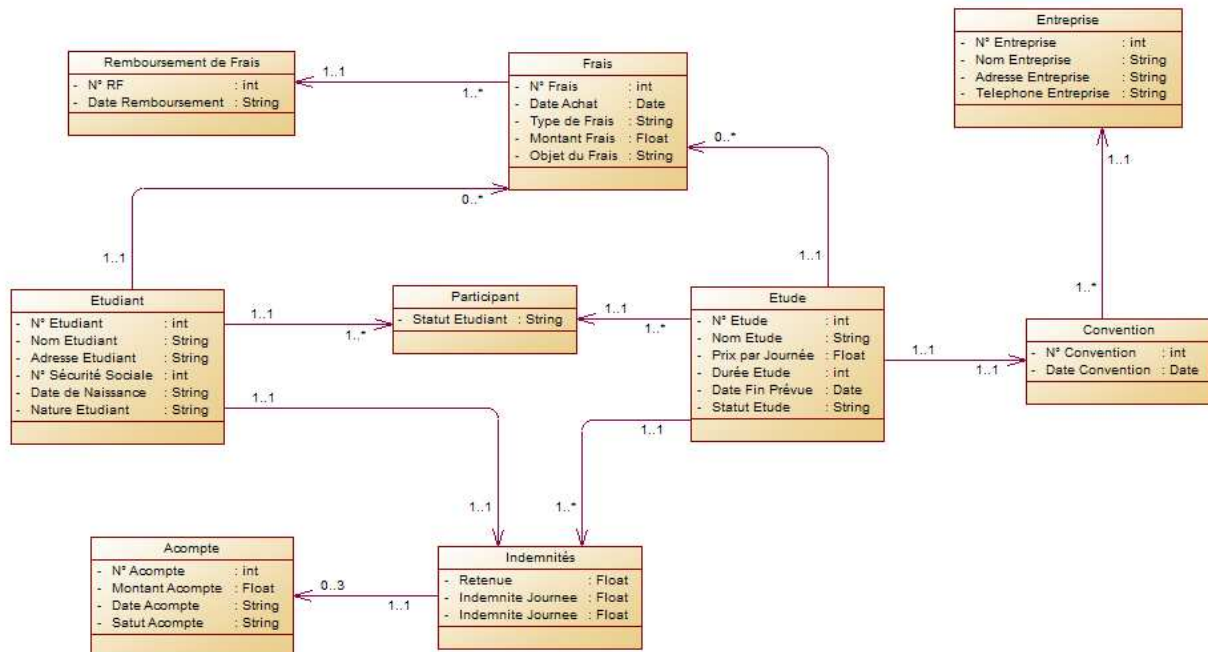 Entreprise
- N° Entreprise : int
- Nom Entreprise : String
- Adresse Entreprise : String
- Telephone Entreprise : String
Remboursement de Frais
- N° RF : int
- Date Remboursement : String
1..1
1..*
Frais
- N° Frais : int
- Date Achat : Date
- Type de Frais : String
- Montant Frais : Float
- Objet du Frais : String
0..*
1..1
0..*
1..1
1..1
1..*
Etudiant
- N° Etudiant : int
- Nom Etudiant : String
- Adresse Etudiant : String
- N° Sécurité Sociale : int
- Date de Naissance : String
- Nature Etudiant : String
1..1
1..*
Participant
- Statut Etudiant : String
1..1
1..*
Etude
- N° Etude : int
- Nom Etude : String
- Prix par Journée : Float
- Durée Etude : int
- Date Fin Prévue : Date
- Statut Etude : String
1..1
1..1
Convention
- N° Convention : int
- Date Convention : Date
1..1
1..1
1..1
1..*
Acompte
- N° Acompte : int
- Montant Acompte : Float
- Date Acompte : String
- Satut Acompte : String
0..3
1..1
Indemnités
- Retenue : Float
- Indemnite Journee : Float
- Indemnite Journee : Float